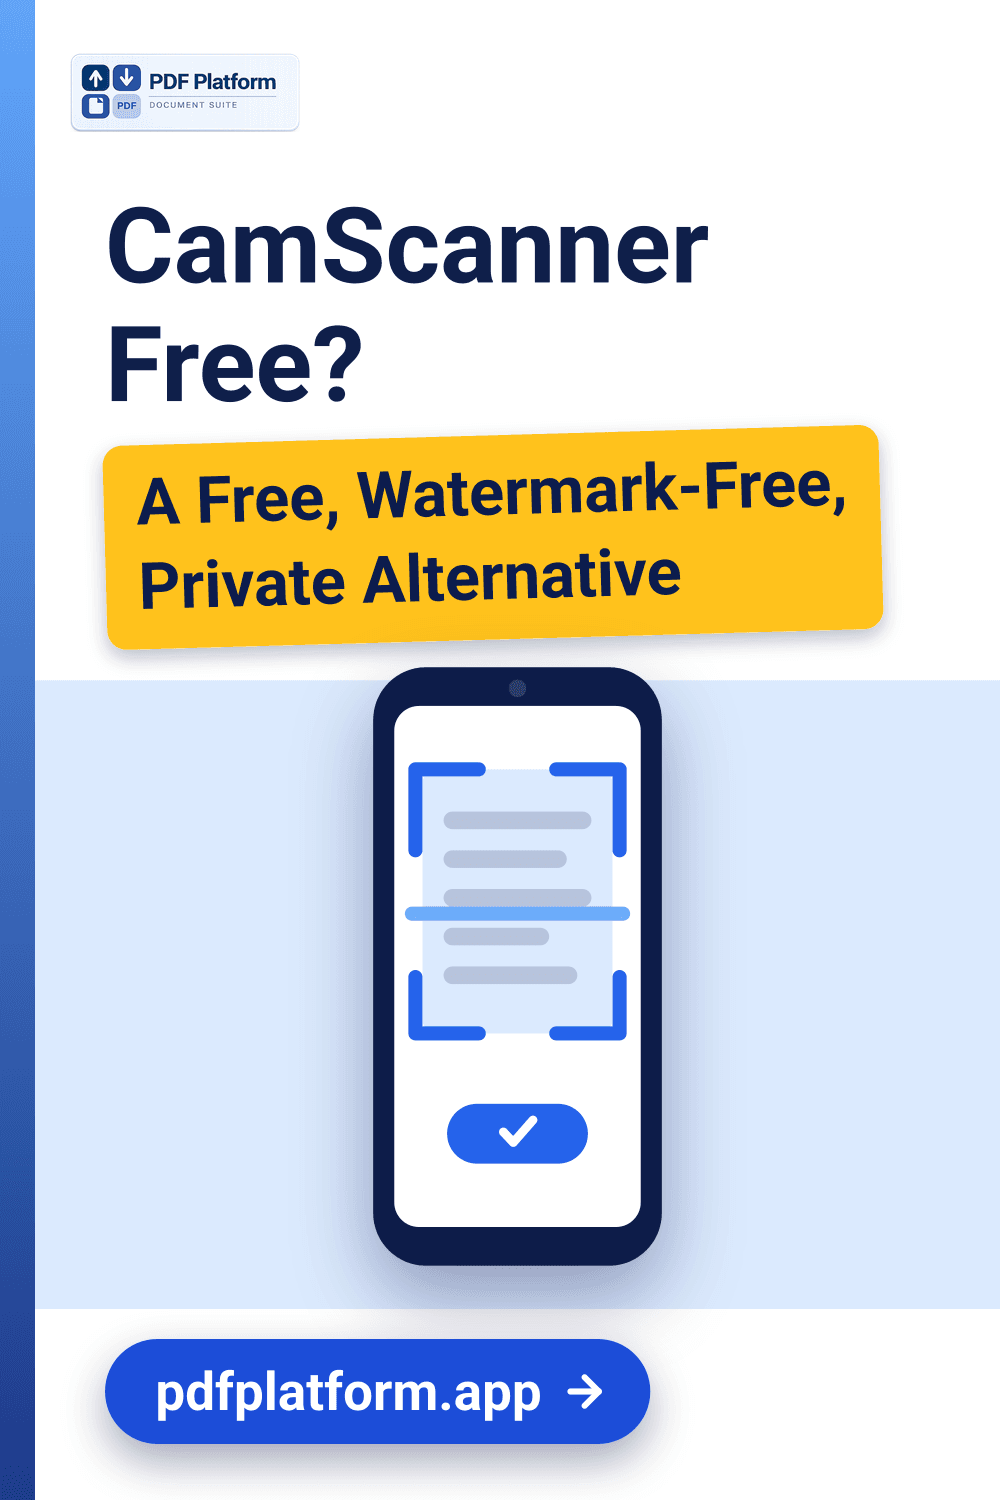 PDF Platform
DOCUMENT SUITE
PDF
CamScanner
Free?
A Free, Watermark-Free,
Private Alternative
pdfplatform.app